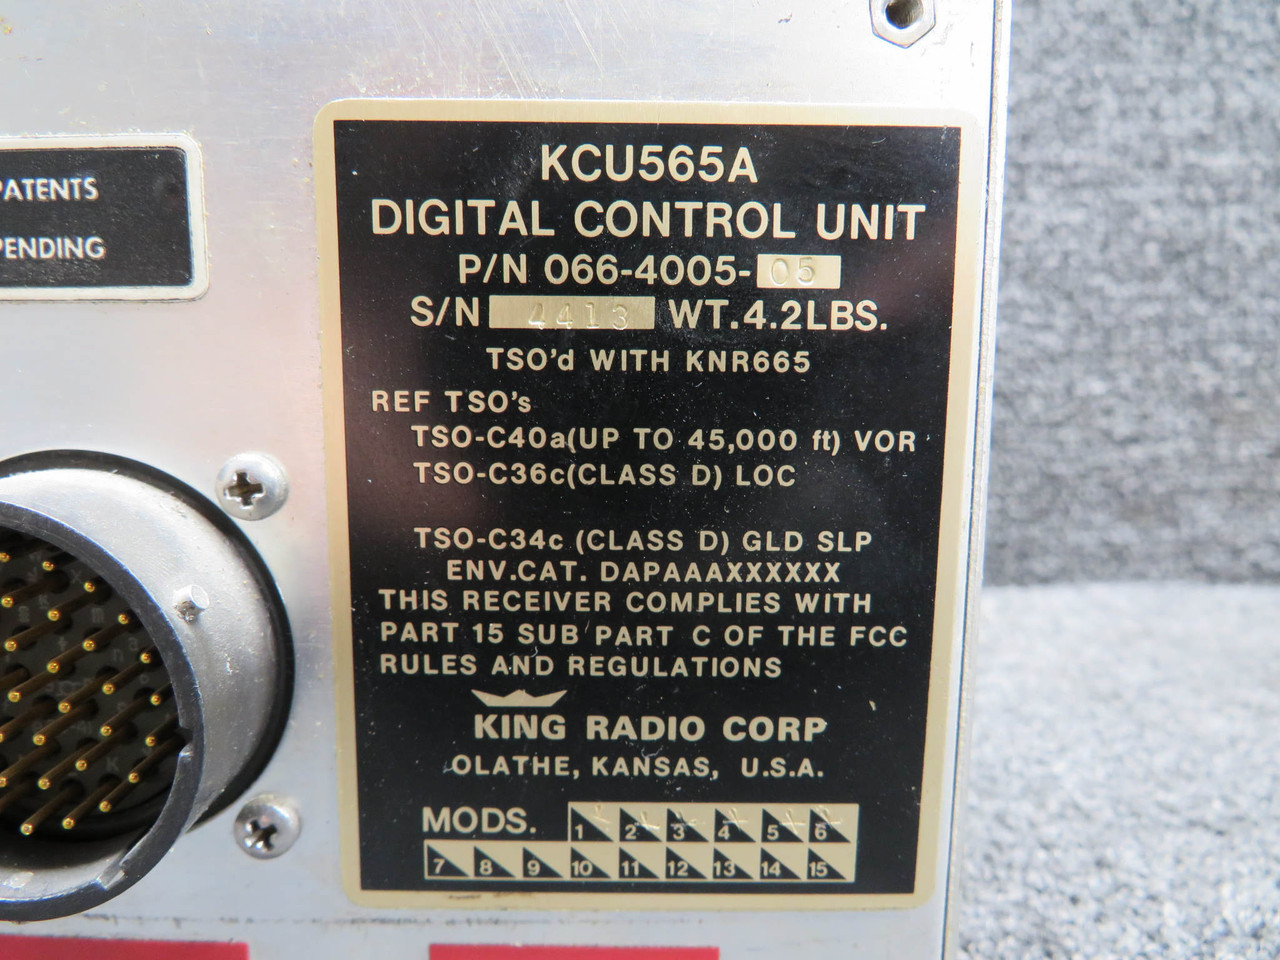 PATENTS
PENDING
KCU565A
DIGITAL CONTROL UNIT
P/N 066-4005-05
S/N 4413 WT.4.2LBS.
TSO'd WITH KNR665
REF TSO's
TSO-C40a(UP TO 45,000 ft) VOR
TSO-C36c(CLASS D) LOC
TSO-C34c (CLASS D) GLD SLP
ENV.CAT. DAPAAAXXXXXX
THIS RECEIVER COMPLIES WITH
PART 15 SUB PART C OF THE FCC
RULES AND REGULATIONS
KING RADIO CORP
OLATHE, KANSAS, U.S.A.
MODS. 1 2 3 4 5 6
7 8 9 10 11 12 13 14 15